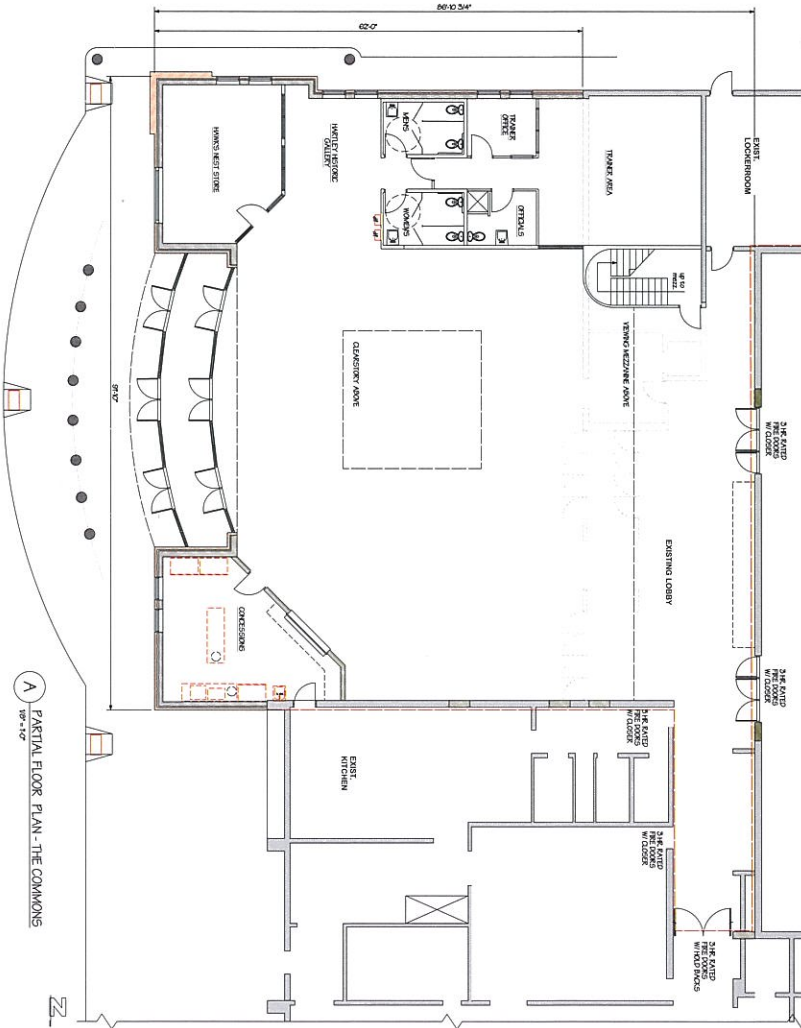 86'-10 3/4"
62'-0"
EXIST.
LOCKERROOM
TRAINER AREA
TRAINER
OFFICE
MEN'S
HARTLEY HISTORIC
GALLERY
HAWK'S NEST STORE
OFFICIALS
WOMEN'S
up to
mezz.
VIEWING MEZZANINE ABOVE
CLEARSTORY ABOVE
3 HR. RATED
FIRE DOORS
W/ CLOSER
EXISTING LOBBY
91'-10"
3 HR. RATED
FIRE DOORS
W/ CLOSER
CONCESSIONS
3 HR. RATED
FIRE DOORS
W/ CLOSER
EXIST.
KITCHEN
3 HR. RATED
FIRE DOORS
W/ CLOSER
3 HR. RATED
FIRE DOORS
W/ HOLD BACKS
A
PARTIAL FLOOR PLAN - THE COMMONS
1/8" = 1'-0"
N